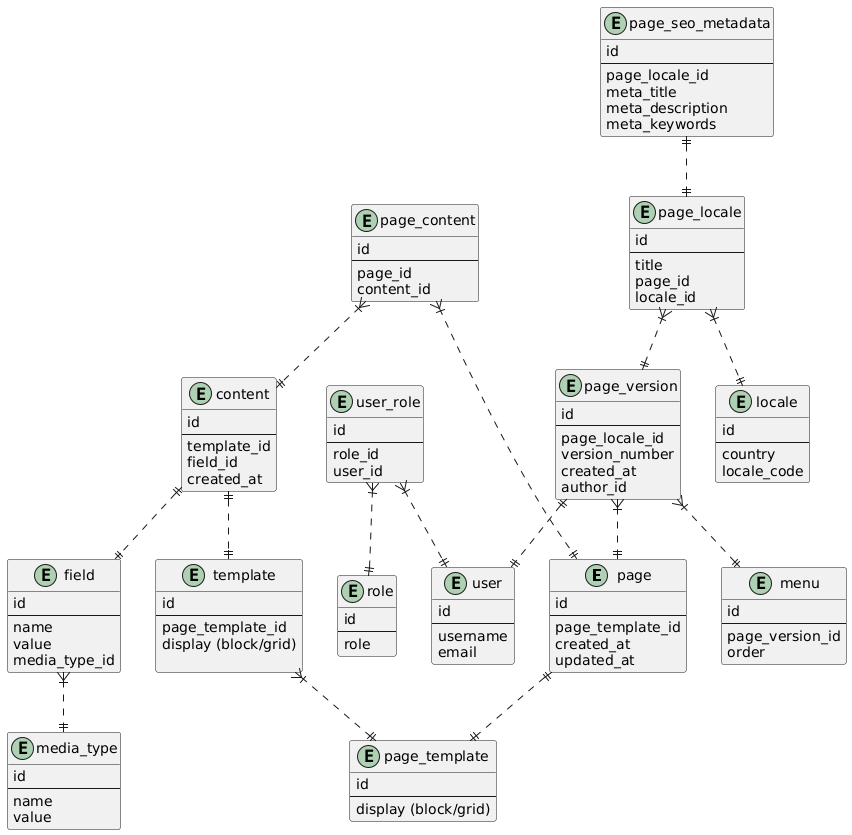 E page_seo_metadata
id
page_locale_id
meta_title
meta_description
meta_keywords
E page_content
id
page_id
content_id
E page_locale
id
title
page_id
locale_id
E content
id
template_id
field_id
created_at
E user_role
id
role_id
user_id
E page_version
id
page_locale_id
version_number
created_at
author_id
E locale
id
country
locale_code
E field
id
name
value
media_type_id
E template
id
page_template_id
display (block/grid)
E role
id
role
E user
id
username
email
E page
id
page_template_id
created_at
updated_at
E menu
id
page_version_id
order
E media_type
id
name
value
E page_template
id
display (block/grid)